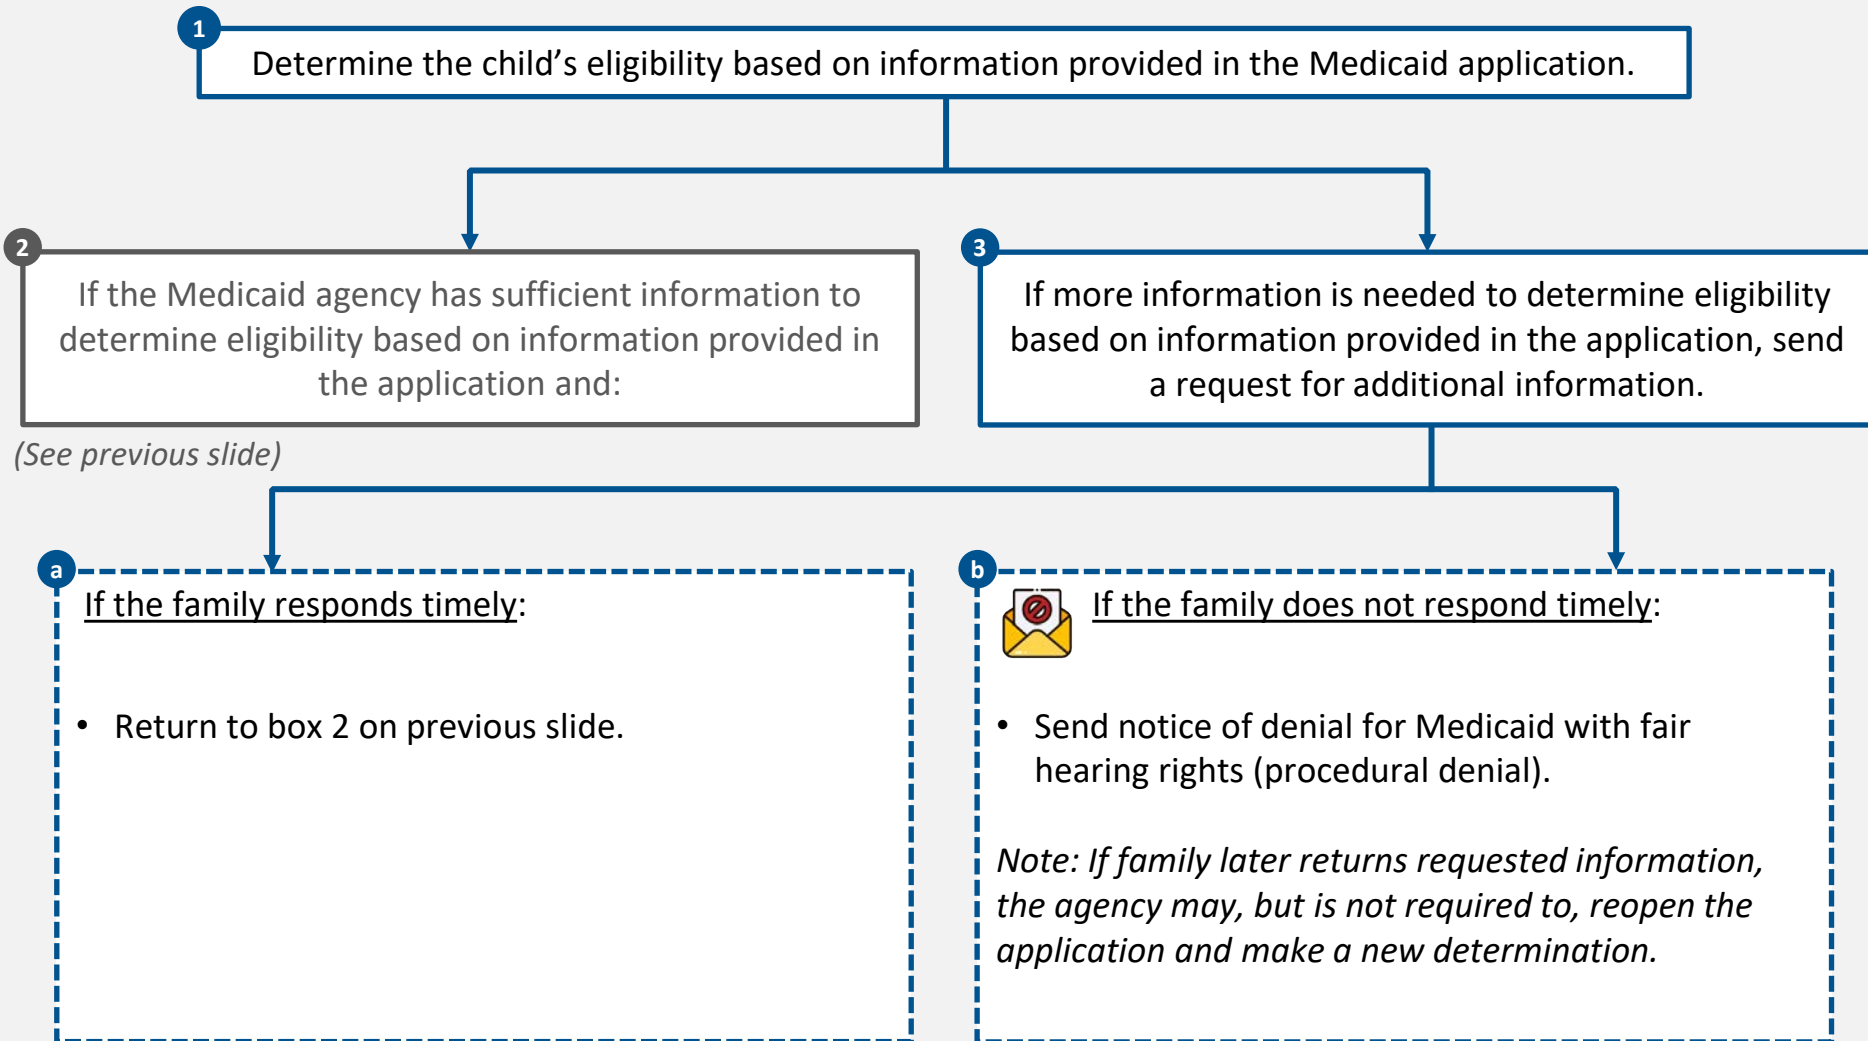 1
Determine the child’s eligibility based on information provided in the Medicaid application.
2
If the Medicaid agency has sufficient information to
determine eligibility based on information provided in
the application and:
(See previous slide)
3
If more information is needed to determine eligibility
based on information provided in the application, send
a request for additional information.
a
If the family responds timely:
• Return to box 2 on previous slide.
b
If the family does not respond timely:
• Send notice of denial for Medicaid with fair
hearing rights (procedural denial).
Note: If family later returns requested information,
the agency may, but is not required to, reopen the
application and make a new determination.